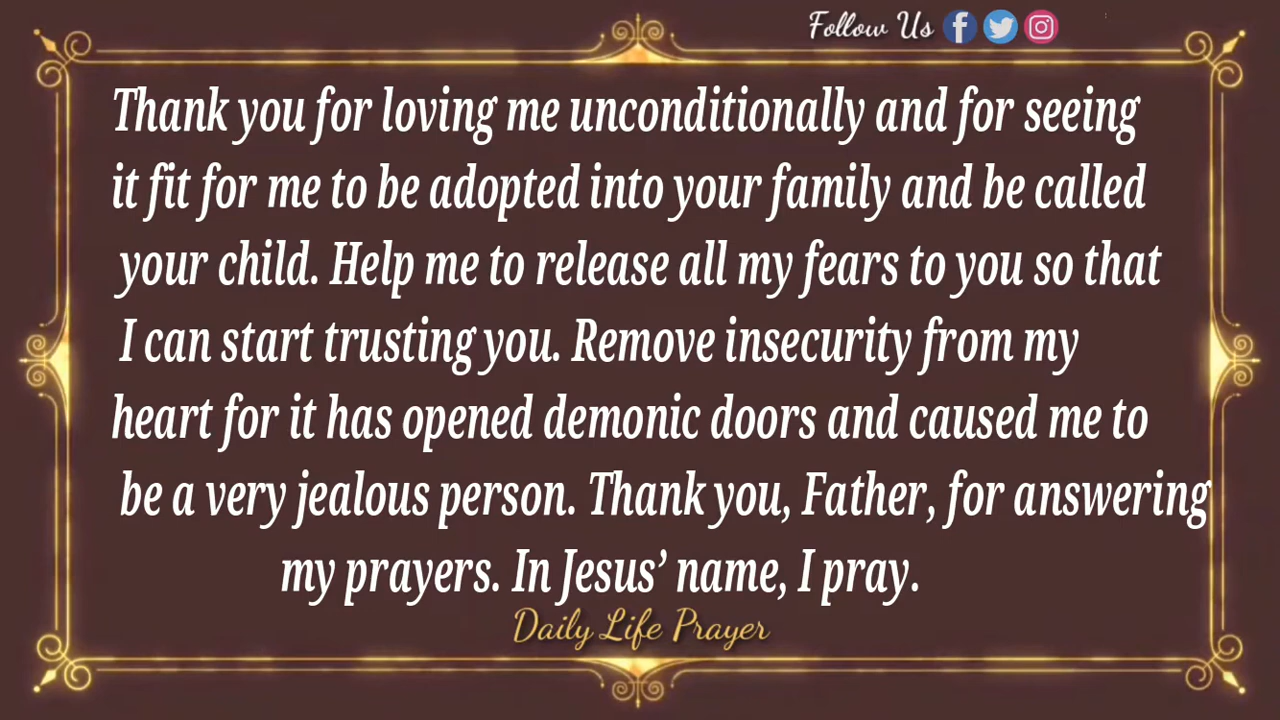 Follow Us
Thank you for loving me unconditionally and for seeing
it fit for me to be adopted into your family and be called
your child. Help me to release all my fears to you so that
I can start trusting you. Remove insecurity from my
heart for it has opened demonic doors and caused me to
be a very jealous person. Thank you, Father, for answering
my prayers. In Jesus’ name, I pray.
Daily Life Prayer